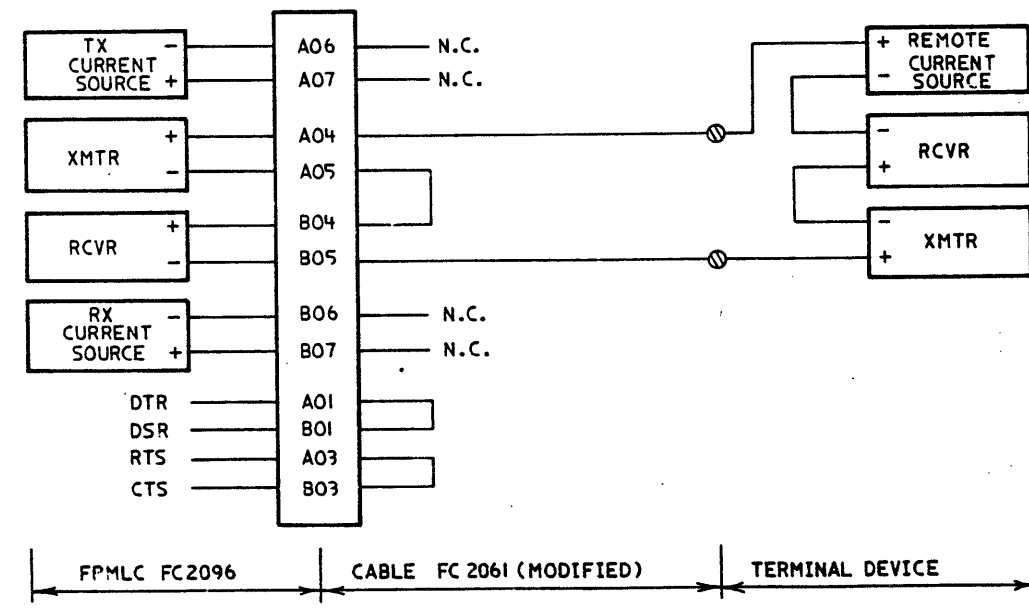 TX - A06 N.C. + REMOTE
CURRENT
SOURCE + A07 N.C. - CURRENT
SOURCE
XMTR + A04 - RCVR
- A05 +
RCVR + B04 - XMTR
- B05 +
RX - B06 N.C.
CURRENT
SOURCE + B07 N.C.
DTR A01
DSR B01
RTS A03
CTS B03
FPMLC FC2096 CABLE FC 2061 (MODIFIED) TERMINAL DEVICE